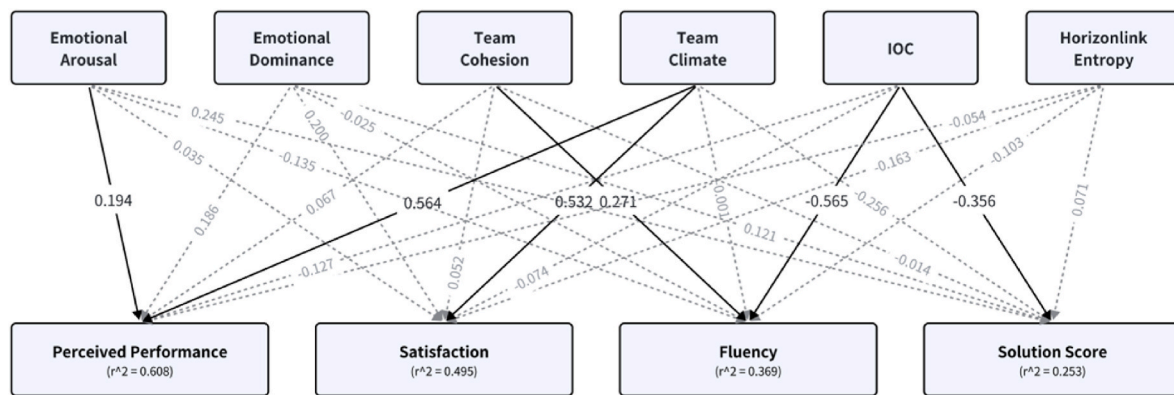 Emotional
Arousal
Emotional
Dominance
Team
Cohesion
Team
Climate
IOC
Horizonlink
Entropy
0.245
0.200
-0.025
-0.054
0.035
-0.135
-0.163
-0.103
0.194
0.186
0.067
0.564
0.532
0.271
0.001
-0.565
-0.256
-0.356
0.071
0.121
-0.127
0.052
-0.074
-0.014
Perceived Performance
(r^2 = 0.608)
Satisfaction
(r^2 = 0.495)
Fluency
(r^2 = 0.369)
Solution Score
(r^2 = 0.253)